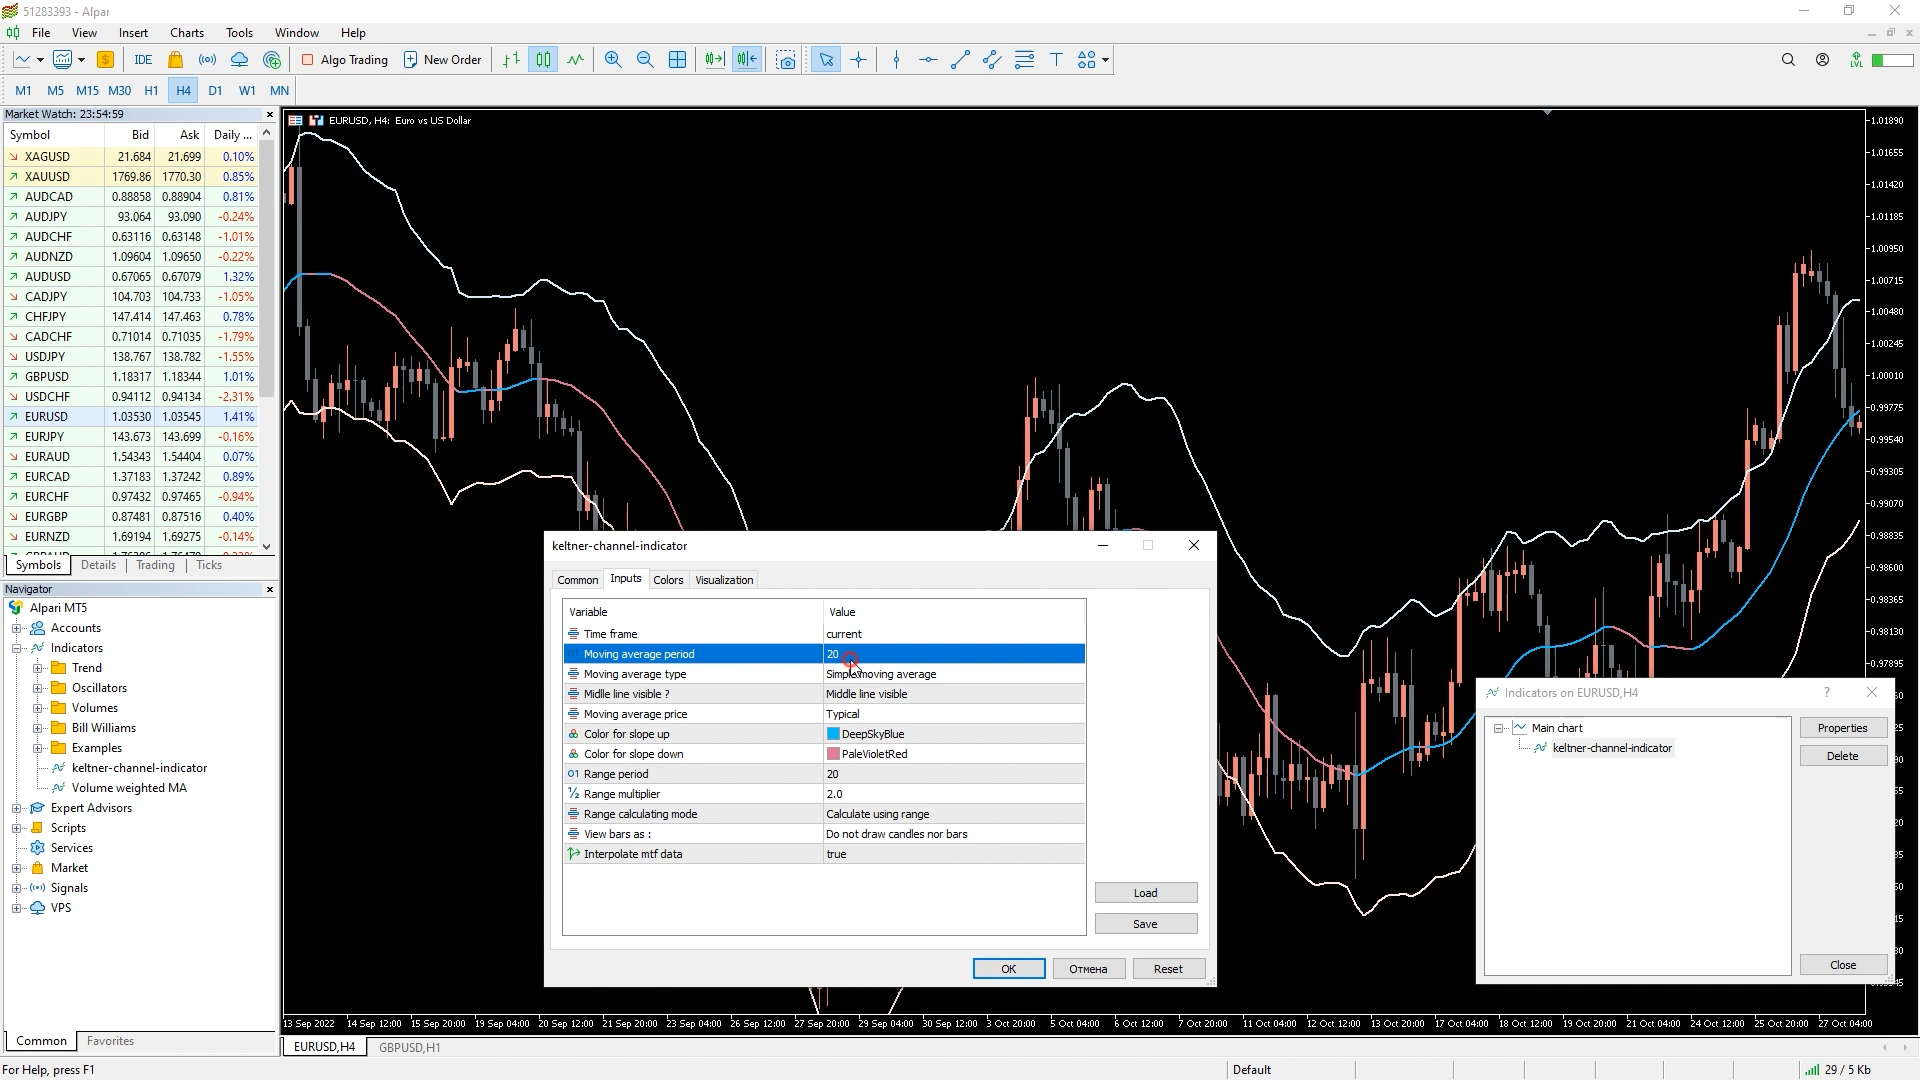 51283393 - Alpar
File View Insert Charts Tools Window Help
IDE Algo Trading New Order LVL
M1 M5 M15 M30 H1 H4 D1 W1 MN
Market Watch: 23:54:59
Symbol Bid Ask Daily ...
XAGUSD 21.684 21.699 0.10%
XAUUSD 1769.86 1770.30 0.85%
AUDCAD 0.88858 0.88904 0.81%
AUDJPY 93.064 93.090 -0.24%
AUDCHF 0.63116 0.63148 -1.01%
AUDNZD 1.09604 1.09650 -0.22%
AUDUSD 0.67065 0.67079 1.32%
CADJPY 104.703 104.733 -1.05%
CHFJPY 147.414 147.463 0.78%
CADCHF 0.71014 0.71035 -1.79%
USDJPY 138.767 138.782 -1.55%
GBPUSD 1.18317 1.18344 1.01%
USDCHF 0.94112 0.94134 -2.31%
EURUSD 1.03530 1.03545 1.41%
EURJPY 143.673 143.699 -0.16%
EURAUD 1.54343 1.54404 0.07%
EURCAD 1.37183 1.37242 0.89%
EURCHF 0.97432 0.97465 -0.94%
EURGBP 0.87481 0.87516 0.40%
EURNZD 1.69194 1.69275 -0.14%
Symbols Details Trading Ticks
Navigator
Alpari MT5
Accounts
Indicators
Trend
Oscillators
Volumes
Bill Williams
Examples
keltner-channel-indicator
Volume weighted MA
Expert Advisors
Scripts
Services
Market
Signals
VPS
Common Favorites
EURUSD, H4: Euro vs US Dollar
1.01890
1.01655
1.01420
1.01185
1.00950
1.00715
1.00480
1.00245
1.00010
0.99775
0.99540
0.99305
0.99070
0.98835
0.98600
0.98365
0.98130
0.97895
keltner-channel-indicator
Common Inputs Colors Visualization
Variable Value
Time frame current
Moving average period 20
Moving average type Simple moving average
Midlle line visible ? Middle line visible
Moving average price Typical
Color for slope up DeepSkyBlue
Color for slope down PaleVioletRed
Range period 20
Range multiplier 2.0
Range calculating mode Calculate using range
View bars as : Do not draw candles nor bars
Interpolate mtf data true
Load
Save
OK Отмена Reset
Indicators on EURUSD,H4 ?
Main chart
keltner-channel-indicator
Properties
Delete
Close
13 Sep 2022 14 Sep 12:00 15 Sep 20:00 19 Sep 04:00 20 Sep 12:00 21 Sep 20:00 23 Sep 04:00 26 Sep 12:00 27 Sep 20:00 29 Sep 04:00 30 Sep 12:00 3 Oct 20:00 5 Oct 04:00 6 Oct 12:00 7 Oct 20:00 11 Oct 04:00 12 Oct 12:00 13 Oct 20:00 17 Oct 04:00 18 Oct 12:00 19 Oct 20:00 21 Oct 04:00 24 Oct 12:00 25 Oct 20:00 27 Oct 04:00
EURUSD,H4 GBPUSD,H1
For Help, press F1 Default 29 / 5 Kb